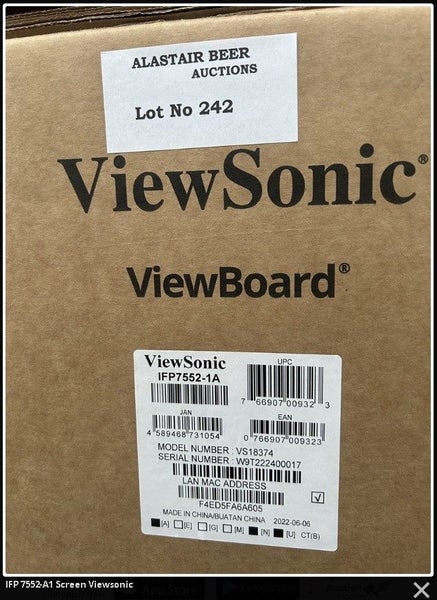 ALASTAIR BEER
AUCTIONS
Lot No 242
ViewSonic®
ViewBoard®
ViewSonic
IFP7552-1A
UPC
7 66907 00932 3
JAN
4 589468 731054
EAN
0 766907 009323
MODEL NUMBER : VS18374
SERIAL NUMBER : W9T222400017
LAN MAC ADDRESS
F4ED5FA6A605
MADE IN CHINA/BUATAN CHINA 2022-06-06
[A] [E] [G] [M] [N] [U] CT(B)
IFP 7552-A1 Screen Viewsonic